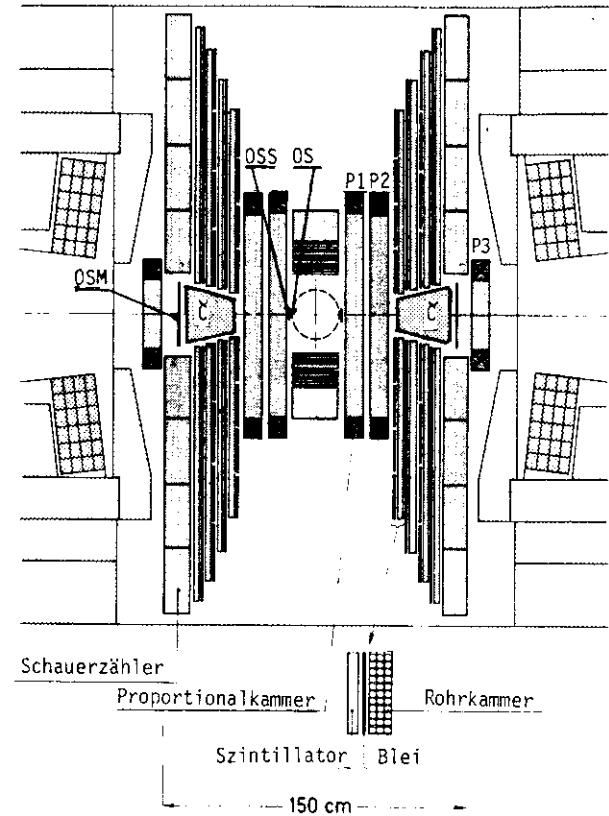 OSS OS
P1 P2
P3
OSM
Č Č
Schauerzähler
Proportionalkammer Rohrkammer
Szintillator Blei
150 cm